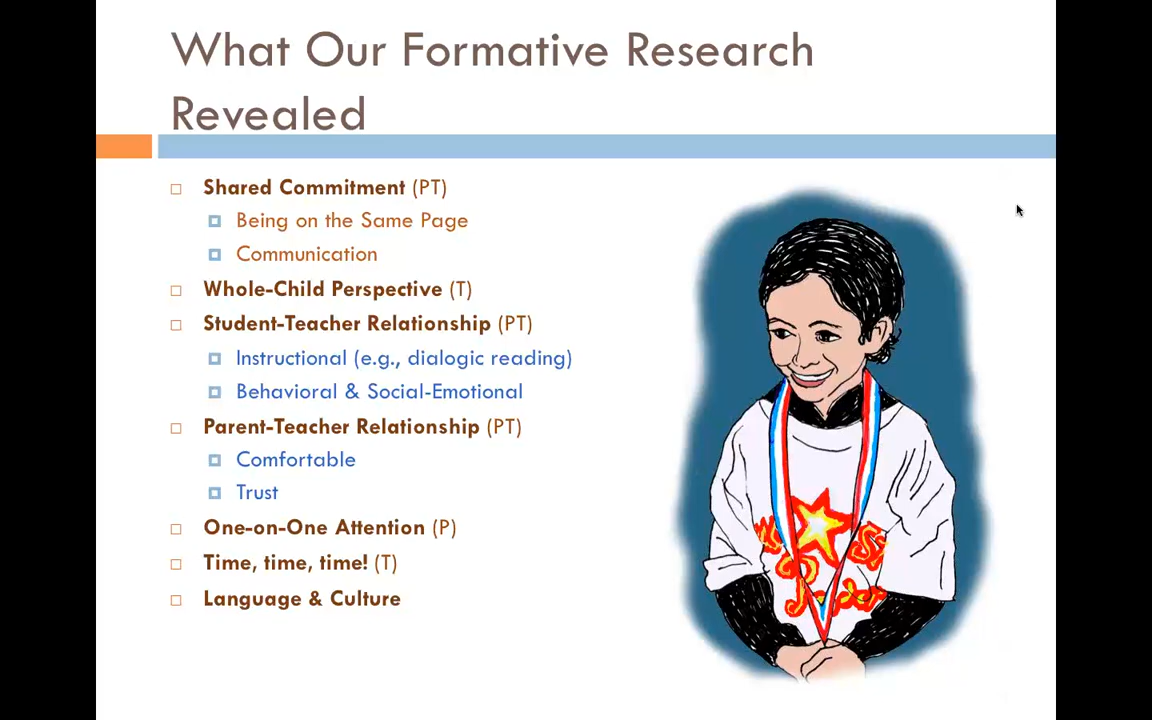 What Our Formative Research
Revealed
Shared Commitment (PT)
Being on the Same Page
Communication
Whole-Child Perspective (T)
Student-Teacher Relationship (PT)
Instructional (e.g., dialogic reading)
Behavioral & Social-Emotional
Parent-Teacher Relationship (PT)
Comfortable
Trust
One-on-One Attention (P)
Time, time, time! (T)
Language & Culture